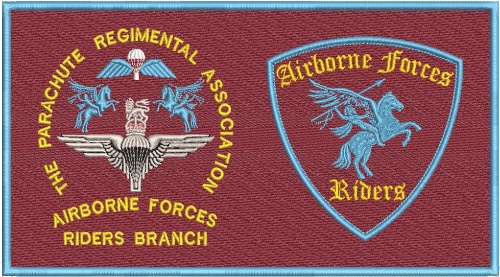 THE PARACHUTE REGIMENTAL ASSOCIATION
AIRBORNE FORCES
RIDERS BRANCH
Airborne Forces
Riders